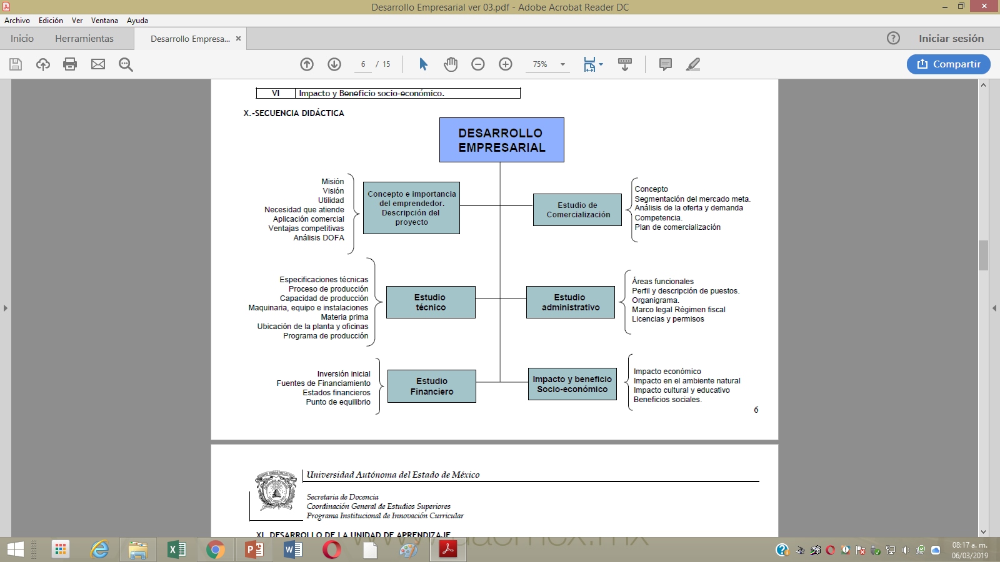 Desarrollo Empresarial ver 03.pdf - Adobe Acrobat Reader DC
Archivo Edición Ver Ventana Ayuda
Inicio Herramientas Desarrollo Empresa... × Iniciar sesión
6 / 15 75% Compartir
VI Impacto y Beneficio socio-económico.
X.-SECUENCIA DIDÁCTICA
DESARROLLO
EMPRESARIAL
Misión
Visión
Utilidad
Necesidad que atiende
Aplicación comercial
Ventajas competitivas
Análisis DOFA
Concepto e importancia
del emprendedor.
Descripción del
proyecto
Estudio de
Comercialización
Concepto
Segmentación del mercado meta.
Análisis de la oferta y demanda
Competencia.
Plan de comercialización
Especificaciones técnicas
Proceso de producción
Capacidad de producción
Maquinaria, equipo e instalaciones
Materia prima
Ubicación de la planta y oficinas
Programa de producción
Estudio
técnico
Estudio
administrativo
Áreas funcionales
Perfil y descripción de puestos.
Organigrama.
Marco legal Régimen fiscal
Licencias y permisos
Inversión inicial
Fuentes de Financiamiento
Estados financieros
Punto de equilibrio
Estudio
Financiero
Impacto y beneficio
Socio-económico
Impacto económico
Impacto en el ambiente natural
Impacto cultural y educativo
Beneficios sociales.
6
Universidad Autónoma del Estado de México
Secretaria de Docencia
Coordinación General de Estudios Superiores
Programa Institucional de Innovación Curricular
XI. DESARROLLO DE LA UNIDAD DE APRENDIZAJE
08:17 a. m.
06/03/2019